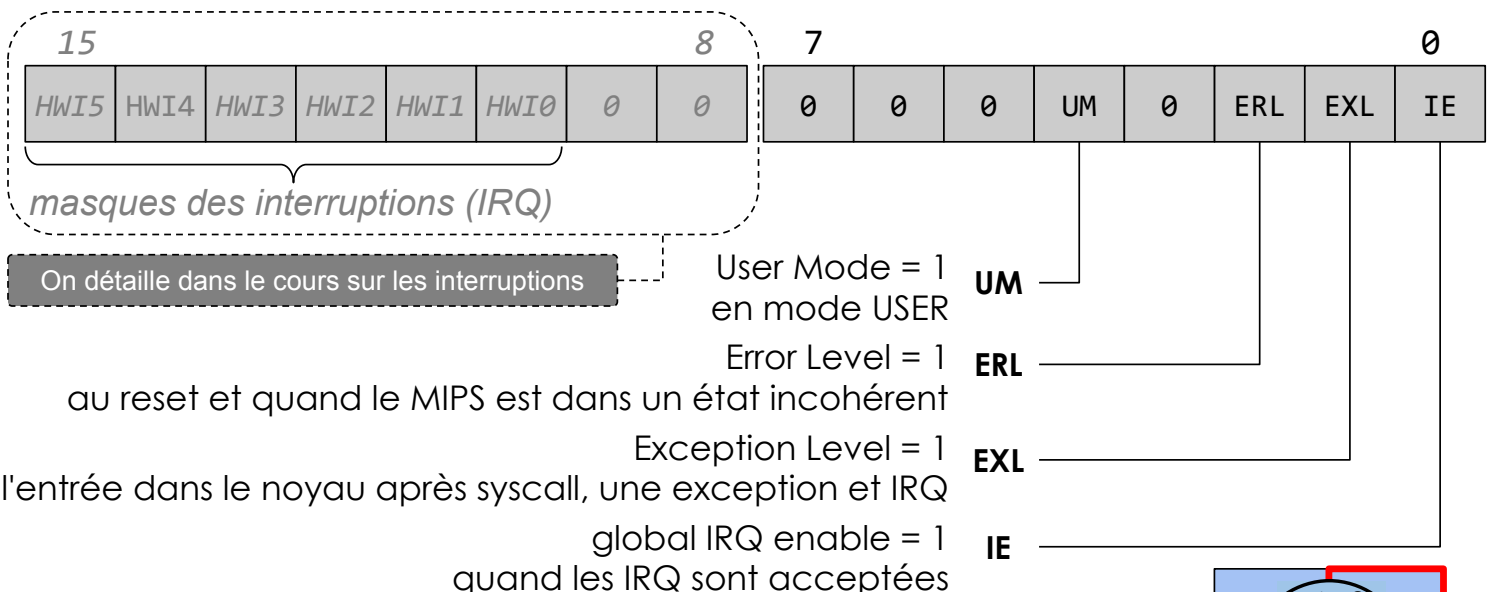 15 8 7 0
HWI5 HWI4 HWI3 HWI2 HWI1 HWI0 0 0 0 0 0 UM 0 ERL EXL IE
masques des interruptions (IRQ)
On détaille dans le cours sur les interruptions
User Mode = 1
en mode USER
UM
Error Level = 1
au reset et quand le MIPS est dans un état incohérent
ERL
Exception Level = 1
l'entrée dans le noyau après syscall, une exception et IRQ
EXL
global IRQ enable = 1
quand les IRQ sont acceptées
IE